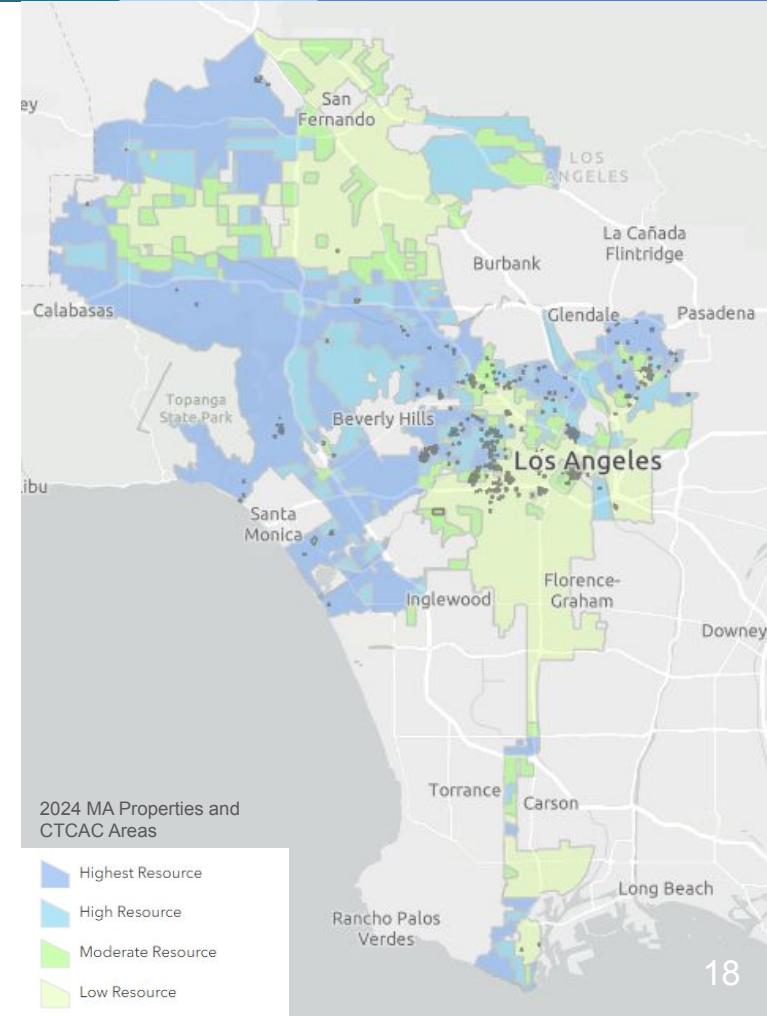 ey
San
Fernando
LOS
ANGELES
La Cañada
Flintridge
Burbank
Calabasas
Glendale
Pasadena
Topanga
State Park
Beverly Hills
Los Angeles
ibu
Santa
Monica
Inglewood
Florence-
Graham
Downey
Torrance
Carson
2024 MA Properties and
CTCAC Areas
Highest Resource
High Resource
Moderate Resource
Low Resource
Long Beach
Rancho Palos
Verdes
18